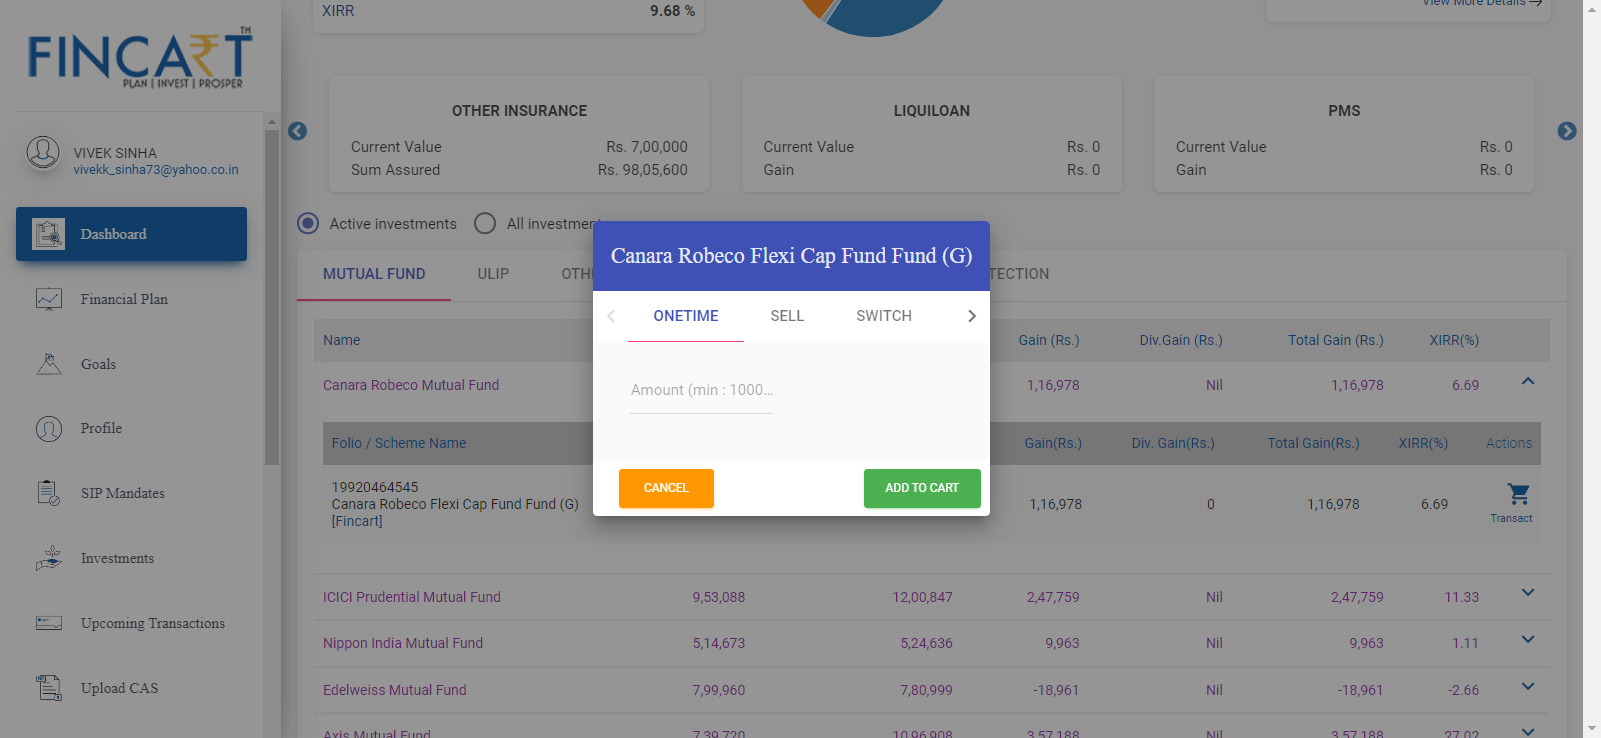 XIRR 9.68 %
View More Details
FINCART™
PLAN | INVEST | PROSPER
VIVEK SINHA
vivekk_sinha73@yahoo.co.in
Dashboard
Financial Plan
Goals
Profile
SIP Mandates
Investments
Upcoming Transactions
Upload CAS
OTHER INSURANCE
Current Value Rs. 7,00,000
Sum Assured Rs. 98,05,600
LIQUILOAN
Current Value Rs. 0
Gain Rs. 0
PMS
Current Value Rs. 0
Gain Rs. 0
Active investments All investment
MUTUAL FUND ULIP OTH TECTION
Name Gain (Rs.) Div.Gain (Rs.) Total Gain (Rs.) XIRR(%)
Canara Robeco Mutual Fund 1,16,978 Nil 1,16,978 6.69
Folio / Scheme Name Gain(Rs.) Div. Gain(Rs.) Total Gain(Rs.) XIRR(%) Actions
19920464545
Canara Robeco Flexi Cap Fund Fund (G) 1,16,978 0 1,16,978 6.69
[Fincart] Transact
ICICI Prudential Mutual Fund 9,53,088 12,00,847 2,47,759 Nil 2,47,759 11.33
Nippon India Mutual Fund 5,14,673 5,24,636 9,963 Nil 9,963 1.11
Edelweiss Mutual Fund 7,99,960 7,80,999 -18,961 Nil -18,961 -2.66
Axis Mutual Fund 7,39,720 10,96,908 3,57,188 Nil 3,57,188 27.02
Canara Robeco Flexi Cap Fund Fund (G)
ONETIME SELL SWITCH
Amount (min : 1000...
CANCEL ADD TO CART